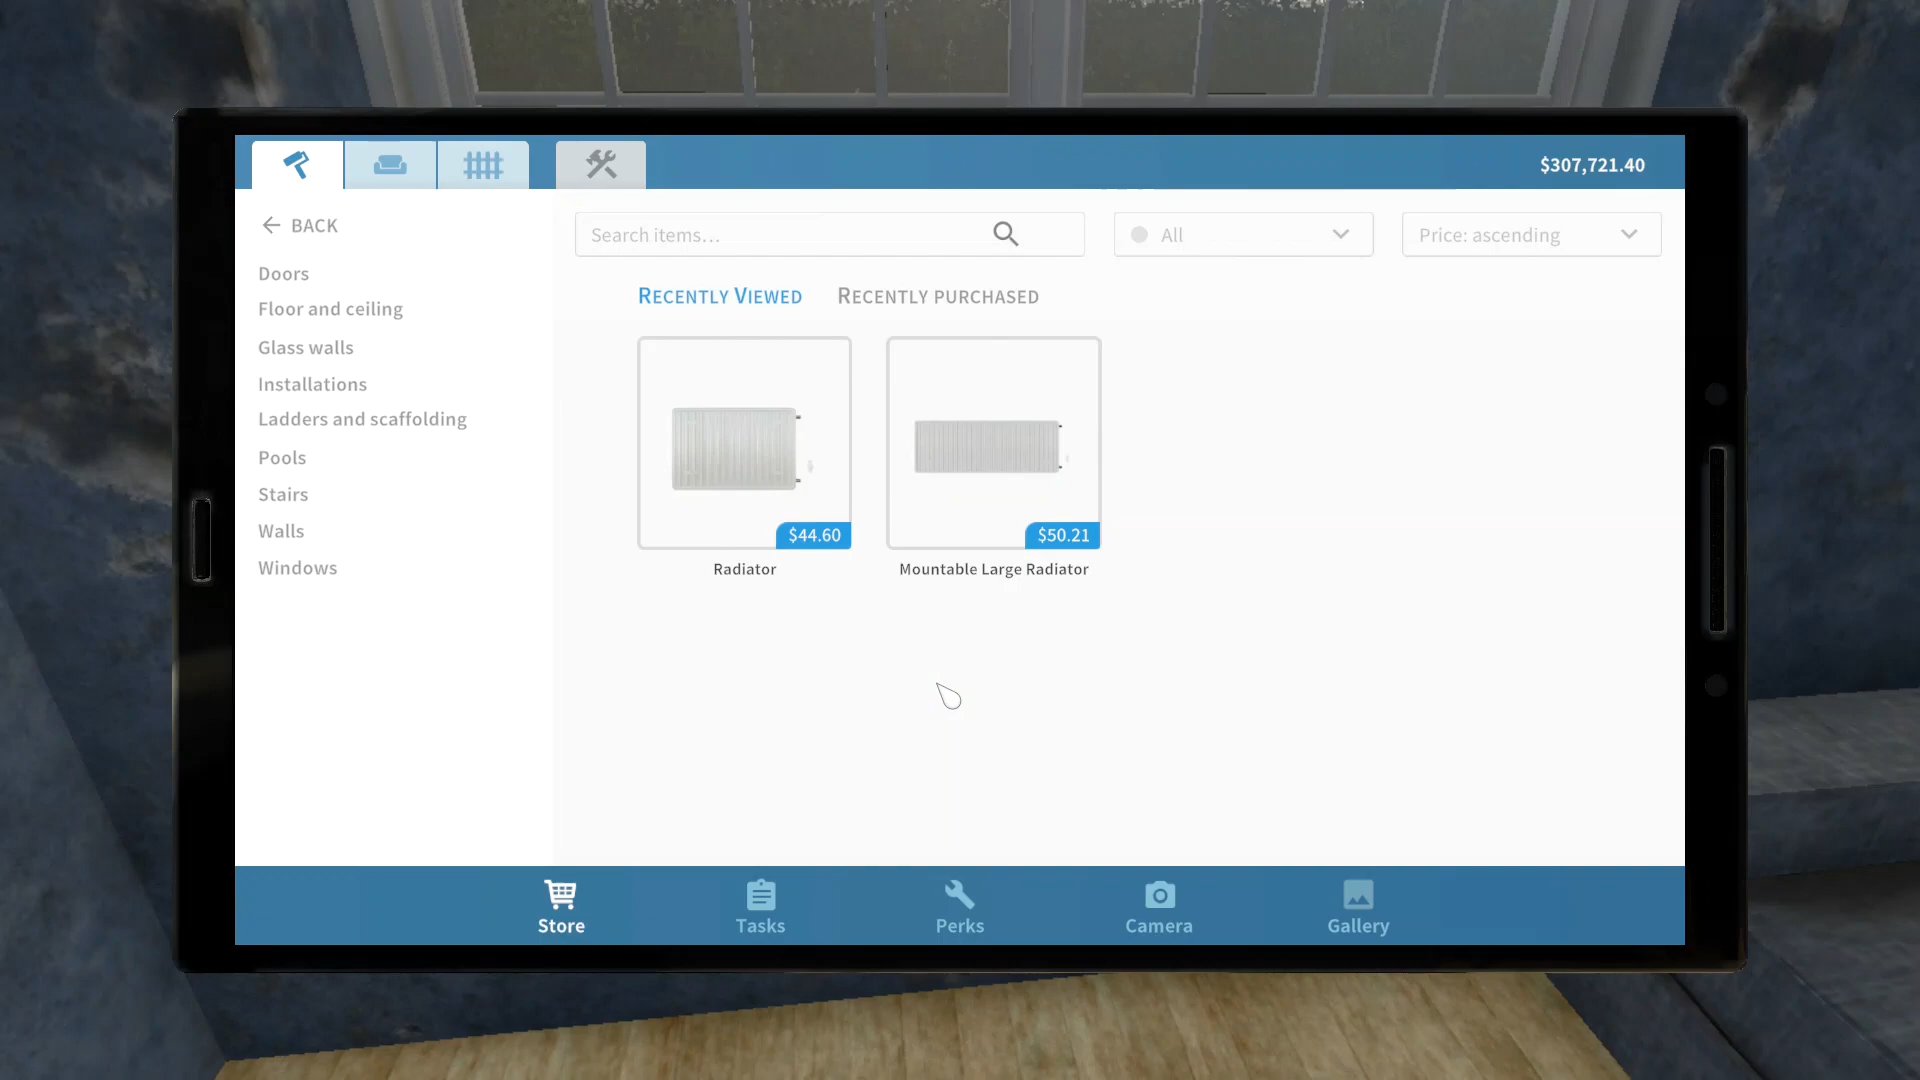 $307,721.40
BACK
Search items...
All
Price: ascending
Doors
Floor and ceiling
Glass walls
Installations
Ladders and scaffolding
Pools
Stairs
Walls
Windows
RECENTLY VIEWED
RECENTLY PURCHASED
$44.60
$50.21
Radiator
Mountable Large Radiator
Store
Tasks
Perks
Camera
Gallery